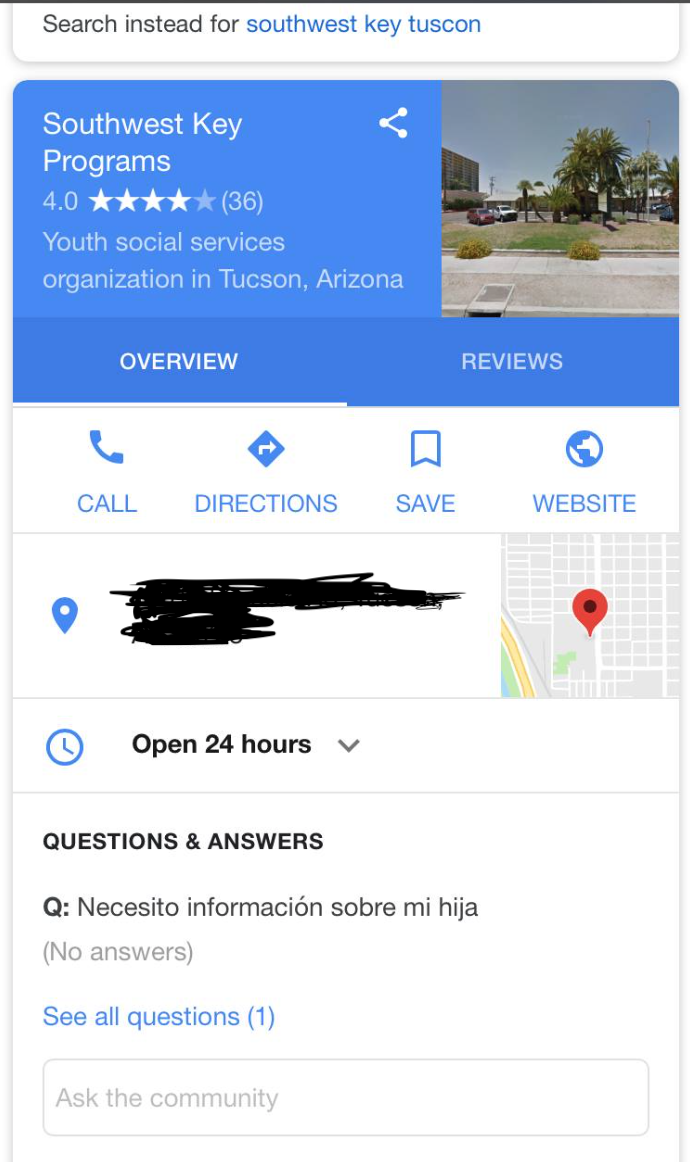 Search instead for southwest key tuscon
Southwest Key
Programs
4.0 ★★★★★ (36)
Youth social services
organization in Tucson, Arizona
OVERVIEW
REVIEWS
CALL
DIRECTIONS
SAVE
WEBSITE
Open 24 hours
QUESTIONS & ANSWERS
Q: Necesito información sobre mi hija
(No answers)
See all questions (1)
Ask the community